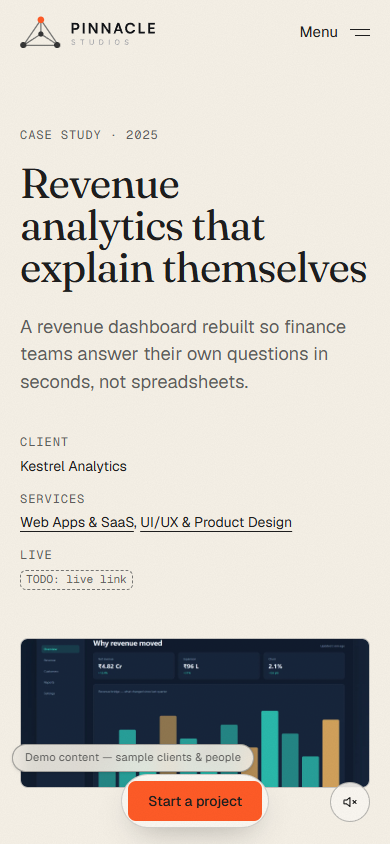 PINNACLE
STUDIOS
Menu
CASE STUDY · 2025
Revenue
analytics that
explain themselves
A revenue dashboard rebuilt so finance
teams answer their own questions in
seconds, not spreadsheets.
CLIENT
Kestrel Analytics
SERVICES
Web Apps & SaaS, UI/UX & Product Design
LIVE
TODO: live link
Why revenue moved
₹4.82 Cr
₹96 L
2.1%
Demo content — sample clients & people
Start a project